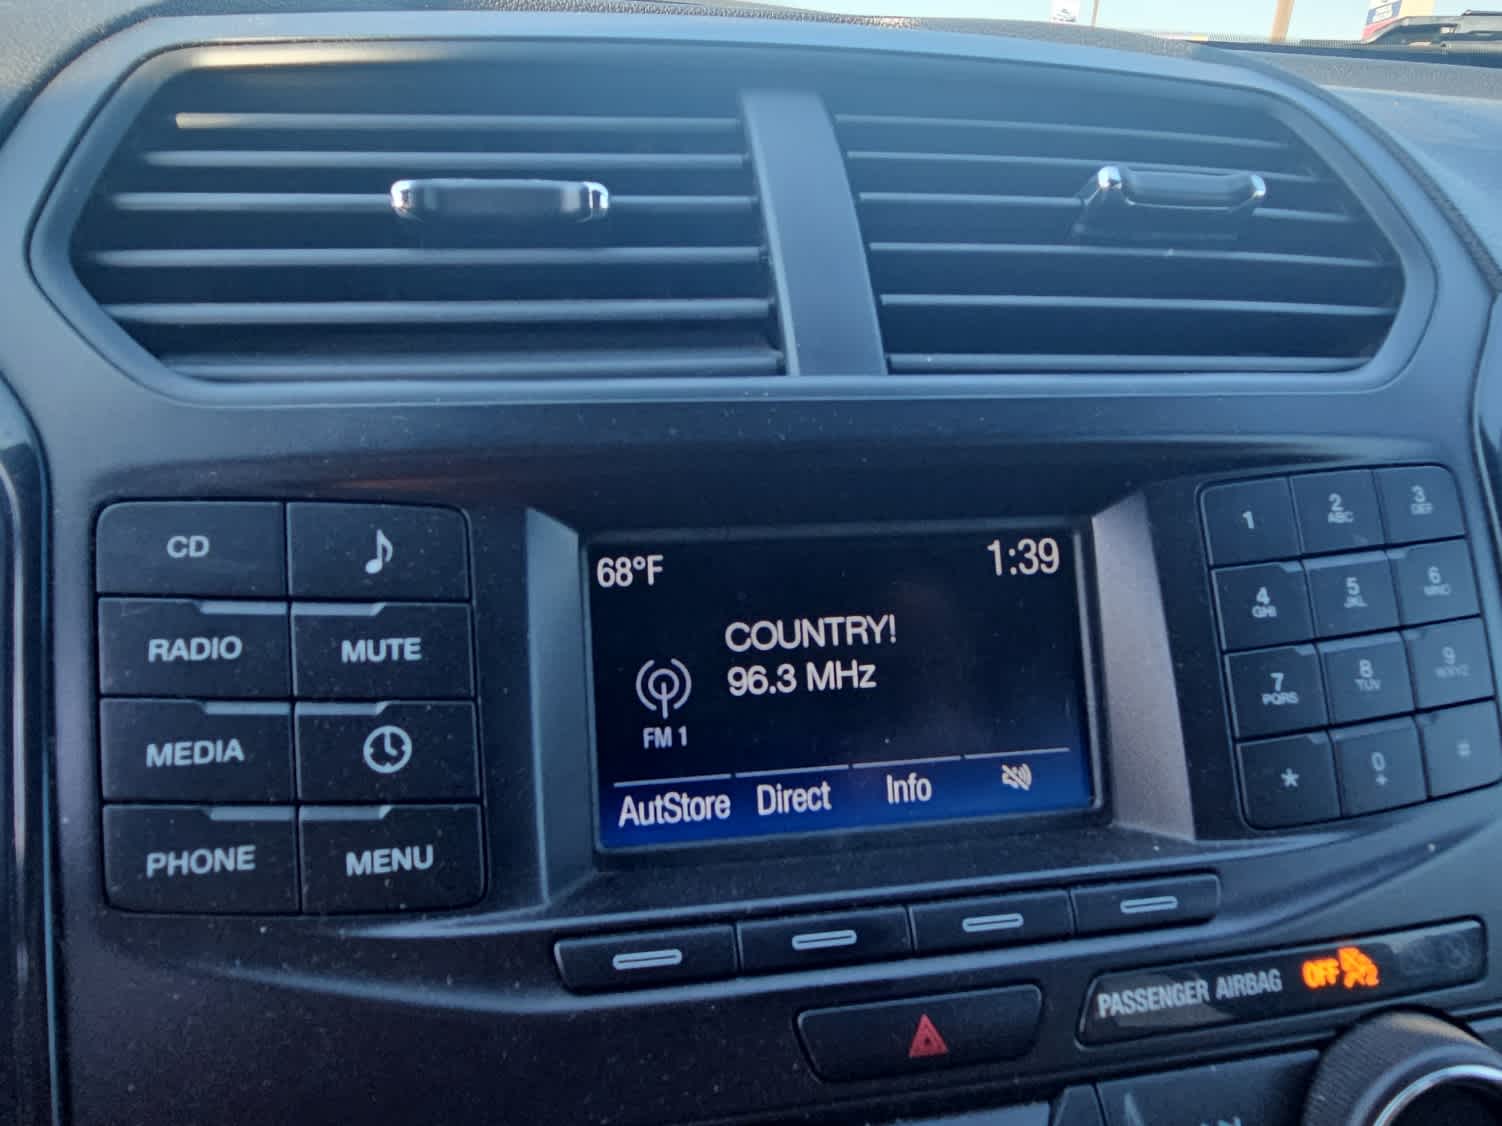 CD
RADIO
MUTE
MEDIA
PHONE
MENU
68°F
1:39
COUNTRY!
96.3 MHz
FM 1
AutStore
Direct
Info
1
2
ABC
3
DEF
4
GHI
5
JKL
6
MNO
7
PQRS
8
TUV
9
WXYZ
*
0
+
#
PASSENGER AIRBAG
OFF
2